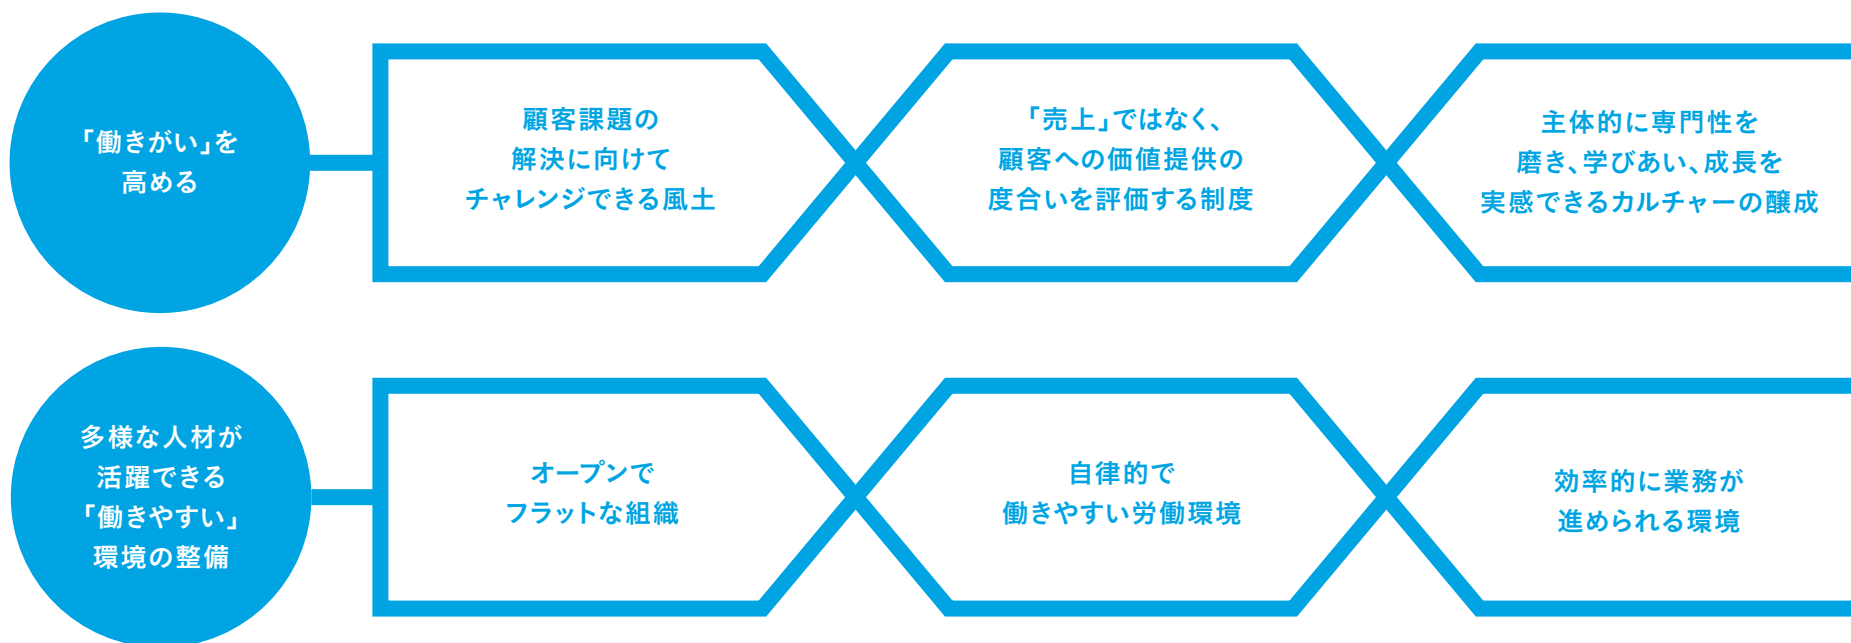 「働きがい」を
高める
顧客課題の
解決に向けて
チャレンジできる風土
「売上」ではなく、
顧客への価値提供の
度合いを評価する制度
主体的に専門性を
磨き、学びあい、成長を
実感できるカルチャーの醸成
多様な人材が
活躍できる
「働きやすい」
環境の整備
オープンで
フラットな組織
自律的で
働きやすい労働環境
効率的に業務が
進められる環境